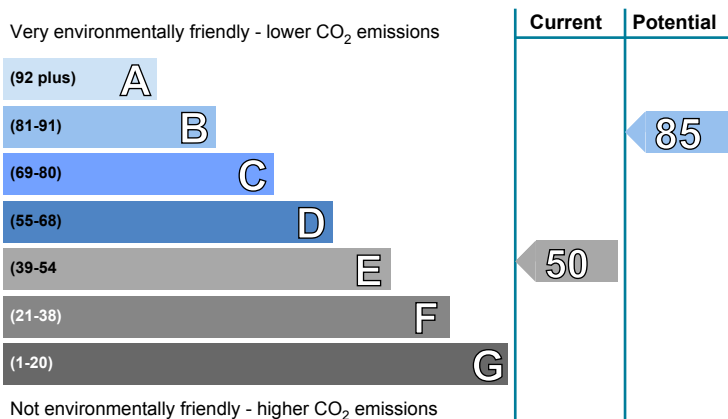 Current Potential
Very environmentally friendly - lower CO2 emissions
(92 plus) A
(81-91) B
85
(69-80) C
(55-68) D
(39-54 E
50
(21-38) F
(1-20) G
Not environmentally friendly - higher CO2 emissions